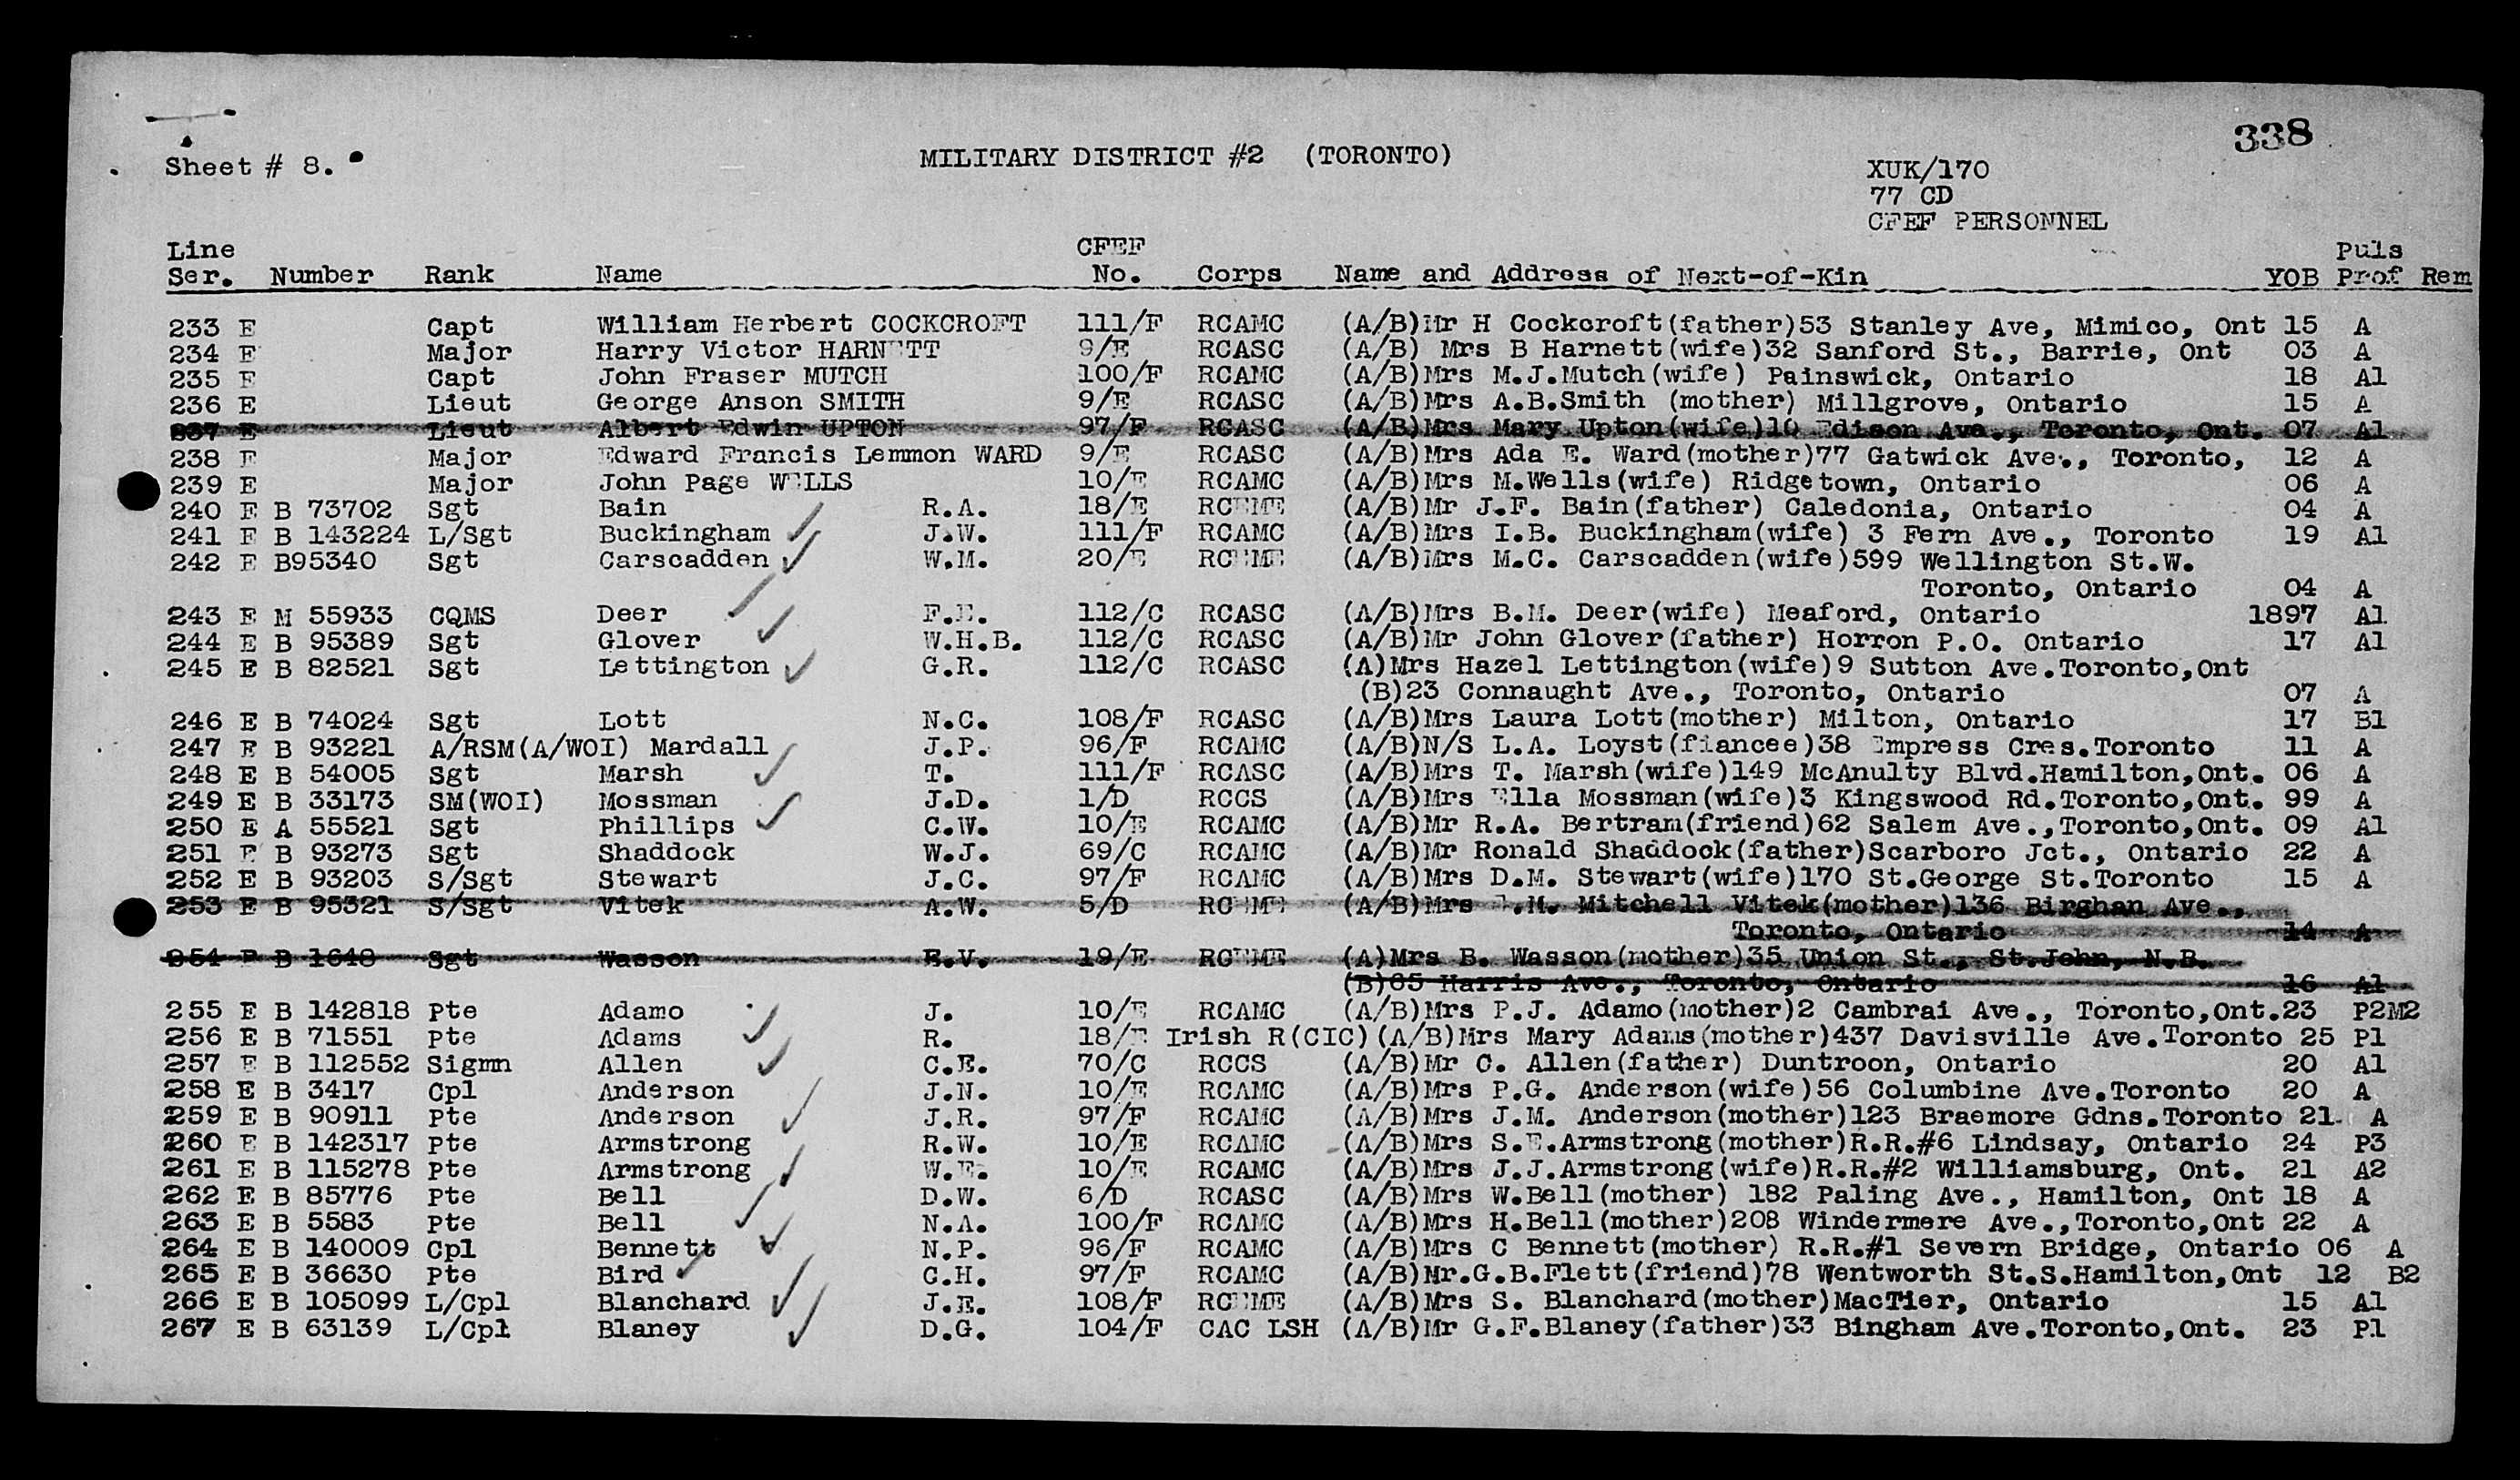 338
Sheet # 8. MILITARY DISTRICT #2 (TORONTO)
XUK/170
77 CD
CFEF PERSONNEL
Line CFEF Puls
Ser. Number Rank Name No. Corps Name and Address of Next-of-Kin YOB Prof Rem
233 E Capt William Herbert COCKCROFT 111/F RCAMC (A/B)Mr H Cockcroft(father)53 Stanley Ave, Mimico, Ont 15 A
234 E Major Harry Victor HARNETT 9/E RCASC (A/B) Mrs B Harnett(wife)32 Sanford St., Barrie, Ont 03 A
235 E Capt John Fraser MUTCH 100/F RCAMC (A/B)Mrs M.J.Mutch(wife) Painswick, Ontario 18 A1
236 E Lieut George Anson SMITH 9/E RCASC (A/B)Mrs A.B.Smith (mother) Millgrove, Ontario 15 A
237 E Lieut Albert Edwin UPTON 97/F RCASC (A/B)Mrs Mary Upton(wife)10 Edison Ave., Toronto, Ont. 07 A1
238 E Major Edward Francis Lemmon WARD 9/E RCASC (A/B)Mrs Ada E. Ward(mother)77 Gatwick Ave., Toronto, 12 A
239 E Major John Page WELLS 10/E RCAMC (A/B)Mrs M.Wells(wife) Ridgetown, Ontario 06 A
240 E B 73702 Sgt Bain R.A. 18/E RCEME (A/B)Mr J.F. Bain(father) Caledonia, Ontario 04 A
241 E B 143224 L/Sgt Buckingham J.W. 111/F RCAMC (A/B)Mrs I.B. Buckingham(wife) 3 Fern Ave., Toronto 19 A1
242 E B95340 Sgt Carscadden W.M. 20/E RCEME (A/B)Mrs M.C. Carscadden(wife)599 Wellington St.W.
Toronto, Ontario 04 A
243 E M 55933 CQMS Deer F.E. 112/C RCASC (A/B)Mrs B.M. Deer(wife) Meaford, Ontario 1897 A1
244 E B 95389 Sgt Glover W.H.B. 112/C RCASC (A/B)Mr John Glover(father) Horron P.O. Ontario 17 A1
245 E B 82521 Sgt Lettington G.R. 112/C RCASC (A)Mrs Hazel Lettington(wife)9 Sutton Ave.Toronto,Ont
(B)23 Connaught Ave., Toronto, Ontario 07 A
246 E B 74024 Sgt Lott N.C. 108/F RCASC (A/B)Mrs Laura Lott(mother) Milton, Ontario 17 B1
247 E B 93221 A/RSM(A/WOI) Mardall J.P. 96/F RCAMC (A/B)N/S L.A. Loyst(fiancee)38 Empress Cres.Toronto 11 A
248 E B 54005 Sgt Marsh T. 111/F RCASC (A/B)Mrs T. Marsh(wife)149 McAnulty Blvd.Hamilton,Ont. 06 A
249 E B 33173 SM(WOI) Mossman J.D. 1/D RCCS (A/B)Mrs Ella Mossman(wife)3 Kingswood Rd.Toronto,Ont. 99 A
250 E A 55521 Sgt Phillips C.W. 10/E RCAMC (A/B)Mr R.A. Bertram(friend)62 Salem Ave.,Toronto,Ont. 09 A1
251 E B 93273 Sgt Shaddock W.J. 69/C RCAMC (A/B)Mr Ronald Shaddock(father)Scarboro Jct., Ontario 22 A
252 E B 93203 S/Sgt Stewart J.C. 97/F RCAMC (A/B)Mrs D.M. Stewart(wife)170 St.George St.Toronto 15 A
253 E B 95321 S/Sgt Vitek A.W. 5/D RCEME (A/B)Mrs .M. Mitchell Vitek(mother)136 Birghan Ave.,
Toronto, Ontario 14 A
254 E B 1648 Sgt Wasson E.V. 19/E RCEME (A)Mrs B. Wasson(mother)35 Union St., St.John, N.B.
(B)65 Harris Ave., Toronto, Ontario 16 A1
255 E B 142818 Pte Adamo J. 10/E RCAMC (A/B)Mrs P.J. Adamo(mother)2 Cambrai Ave., Toronto,Ont.23 P2M2
256 E B 71551 Pte Adams R. 18/E Irish R(CIC)(A/B)Mrs Mary Adams(mother)437 Davisville Ave.Toronto 25 P1
257 E B 112552 Sigmn Allen C.E. 70/C RCCS (A/B)Mr C. Allen(father) Duntroon, Ontario 20 A1
258 E B 3417 Cpl Anderson J.N. 10/E RCAMC (A/B)Mrs P.G. Anderson(wife)56 Columbine Ave.Toronto 20 A
259 E B 90911 Pte Anderson J.R. 97/F RCAMC (A/B)Mrs J.M. Anderson(mother)123 Braemore Gdns.Toronto 21 A
260 E B 142317 Pte Armstrong R.W. 10/E RCAMC (A/B)Mrs S.E.Armstrong(mother)R.R.#6 Lindsay, Ontario 24 P3
261 E B 115278 Pte Armstrong W.E. 10/E RCAMC (A/B)Mrs J.J.Armstrong(wife)R.R.#2 Williamsburg, Ont. 21 A2
262 E B 85776 Pte Bell D.W. 6/D RCASC (A/B)Mrs W.Bell(mother) 182 Paling Ave., Hamilton, Ont 18 A
263 E B 5583 Pte Bell N.A. 100/F RCAMC (A/B)Mrs H.Bell(mother)208 Windermere Ave.,Toronto,Ont 22 A
264 E B 140009 Cpl Bennett N.P. 96/F RCAMC (A/B)Mrs C Bennett(mother) R.R.#1 Severn Bridge, Ontario 06 A
265 E B 36630 Pte Bird C.H. 97/F RCAMC (A/B)Mr.G.B.Flett(friend)78 Wentworth St.S.Hamilton,Ont 12 B2
266 E B 105099 L/Cpl Blanchard J.E. 108/F RCEME (A/B)Mrs S. Blanchard(mother)MacTier, Ontario 15 A1
267 E B 63139 L/Cpl Blaney D.G. 104/F CAC LSH (A/B)Mr G.F.Blaney(father)33 Bingham Ave.Toronto,Ont. 23 P1